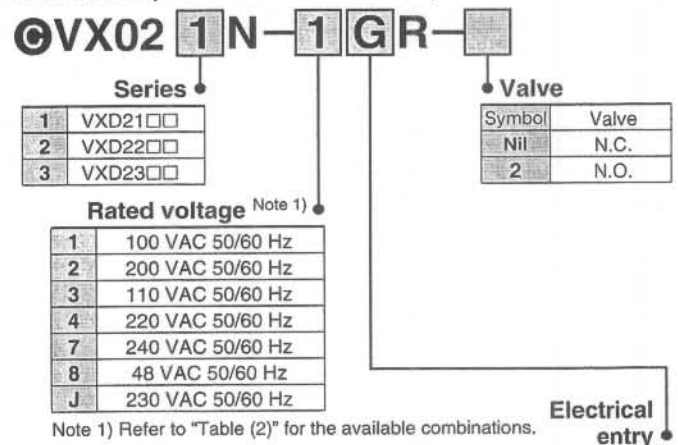 ©VX02 1 N－1 G R－
Series
1 VXD21□□
2 VXD22□□
3 VXD23□□
Valve
Symbol Valve
Nil N.C.
2 N.O.
Rated voltage Note 1)
1 100 VAC 50/60 Hz
2 200 VAC 50/60 Hz
3 110 VAC 50/60 Hz
4 220 VAC 50/60 Hz
7 240 VAC 50/60 Hz
8 48 VAC 50/60 Hz
J 230 VAC 50/60 Hz
Note 1) Refer to "Table (2)" for the available combinations.
Electrical
entry